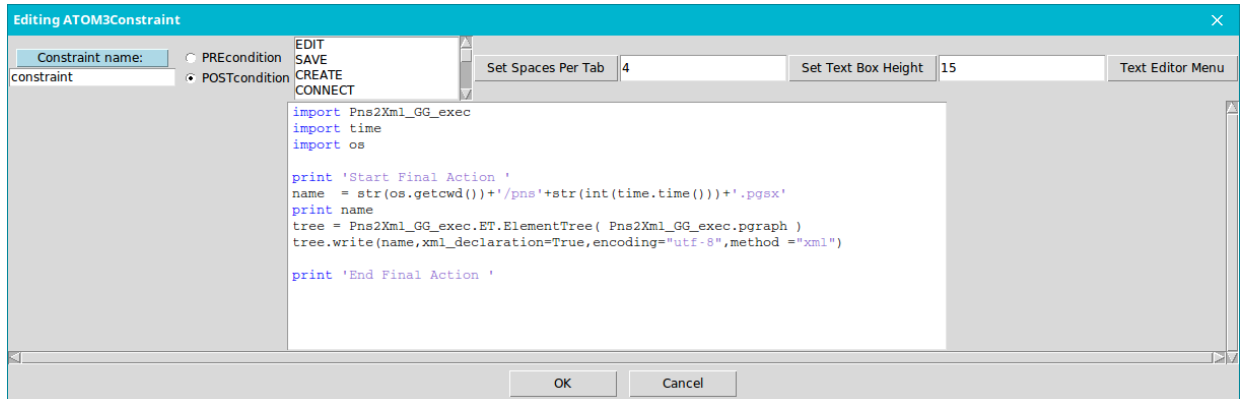 Editing ATOM3Constraint
Constraint name:
constraint
PREcondition
POSTcondition
EDIT
SAVE
CREATE
CONNECT
Set Spaces Per Tab
4
Set Text Box Height
15
Text Editor Menu
import Pns2Xml_GG_exec
import time
import os
print 'Start Final Action '
name  = str(os.getcwd())+'/pns'+str(int(time.time()))+'.pgsx'
print name
tree = Pns2Xml_GG_exec.ET.ElementTree( Pns2Xml_GG_exec.pgraph )
tree.write(name,xml_declaration=True,encoding="utf-8",method ="xml")
print 'End Final Action '
OK
Cancel